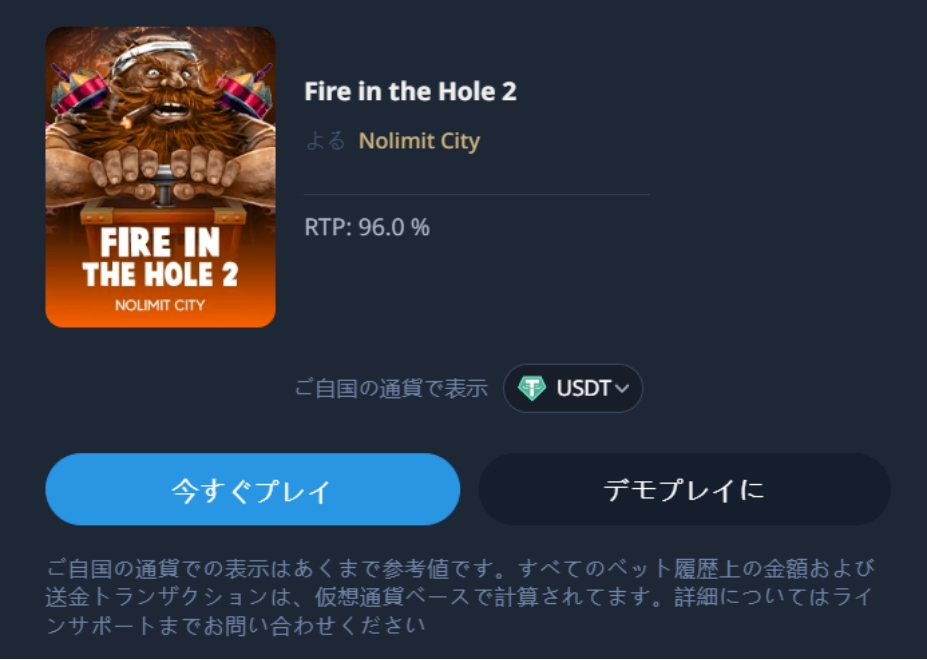 Fire in the Hole 2
よる Nolimit City
RTP: 96.0 %
FIRE IN
THE HOLE 2
NOLIMIT CITY
ご自国の通貨で表示 USDT
今すぐプレイ デモプレイに
ご自国の通貨での表示はあくまで参考値です。すべてのベット履歴上の金額および
送金トランザクションは、仮想通貨ベースで計算されてます。詳細についてはライ
ンサポートまでお問い合わせください